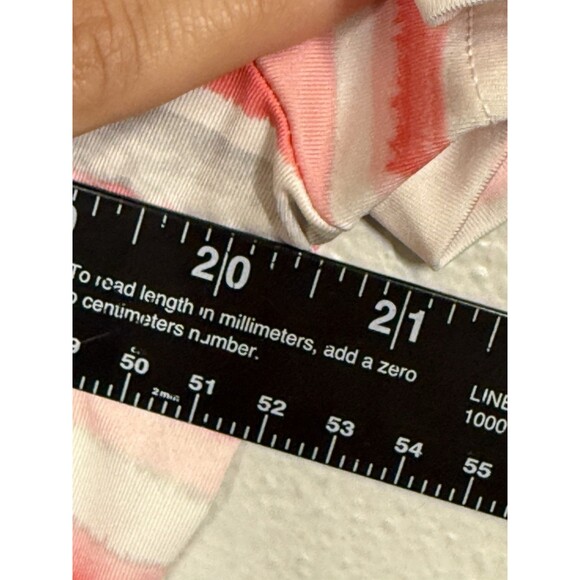 20 21
To read length in millimeters, add a zero
centimeters number.
50 51 52 53 54 55
2mm
LINE
1000